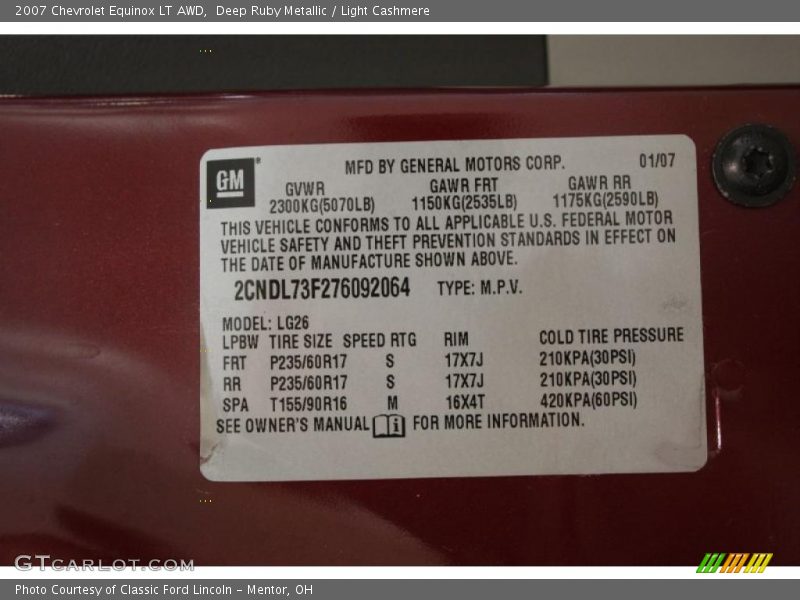 2007 Chevrolet Equinox LT AWD,  Deep Ruby Metallic / Light Cashmere
GM® MFD BY GENERAL MOTORS CORP. 01/07
GVWR GAWR FRT GAWR RR
2300KG(5070LB) 1150KG(2535LB) 1175KG(2590LB)
THIS VEHICLE CONFORMS TO ALL APPLICABLE U.S. FEDERAL MOTOR
VEHICLE SAFETY AND THEFT PREVENTION STANDARDS IN EFFECT ON
THE DATE OF MANUFACTURE SHOWN ABOVE.
2CNDL73F276092064 TYPE: M.P.V.
MODEL: LG26
LPBW TIRE SIZE SPEED RTG RIM COLD TIRE PRESSURE
FRT P235/60R17 S 17X7J 210KPA(30PSI)
RR P235/60R17 S 17X7J 210KPA(30PSI)
SPA T155/90R16 M 16X4T 420KPA(60PSI)
SEE OWNER'S MANUAL i FOR MORE INFORMATION.
GTCARLOT.COM
Photo Courtesy of Classic Ford Lincoln - Mentor, OH